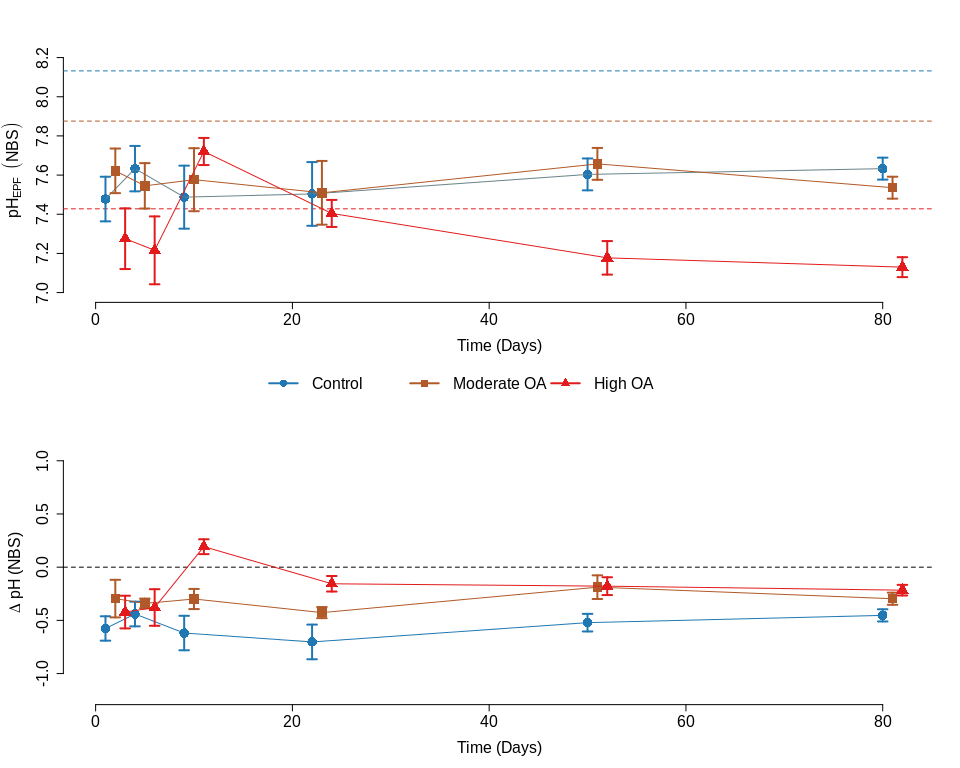 pH_EPF (NBS)
8.2
8.0
7.8
7.6
7.4
7.2
7.0
0 20 40 60 80
Time (Days)
Control Moderate OA High OA
Δ pH (NBS)
1.0
0.5
0.0
-0.5
-1.0
0 20 40 60 80
Time (Days)